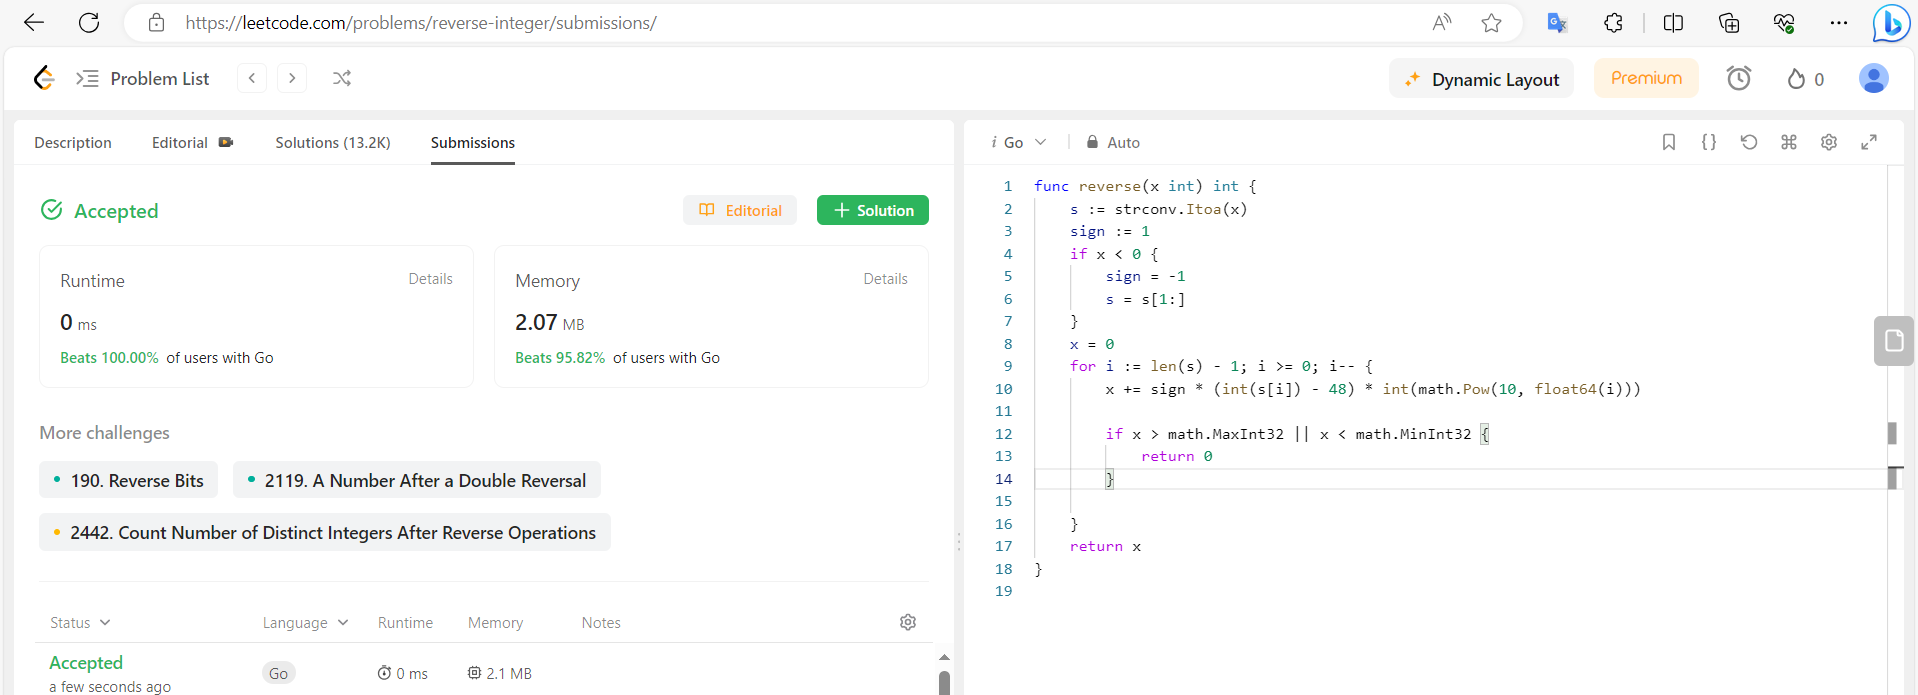 https://leetcode.com/problems/reverse-integer/submissions/
Problem List
Dynamic Layout
Premium
0
Description
Editorial
Solutions (13.2K)
Submissions
Accepted
Editorial
+ Solution
Runtime
Details
0 ms
Beats 100.00% of users with Go
Memory
Details
2.07 MB
Beats 95.82% of users with Go
More challenges
190. Reverse Bits
2119. A Number After a Double Reversal
2442. Count Number of Distinct Integers After Reverse Operations
Status
Language
Runtime
Memory
Notes
Accepted
a few seconds ago
Go
0 ms
2.1 MB
i Go
Auto
1 func reverse(x int) int {
2     s := strconv.Itoa(x)
3     sign := 1
4     if x < 0 {
5         sign = -1
6         s = s[1:]
7     }
8     x = 0
9     for i := len(s) - 1; i >= 0; i-- {
10         x += sign * (int(s[i]) - 48) * int(math.Pow(10, float64(i)))
11
12         if x > math.MaxInt32 || x < math.MinInt32 {
13             return 0
14         }
15
16     }
17     return x
18 }
19